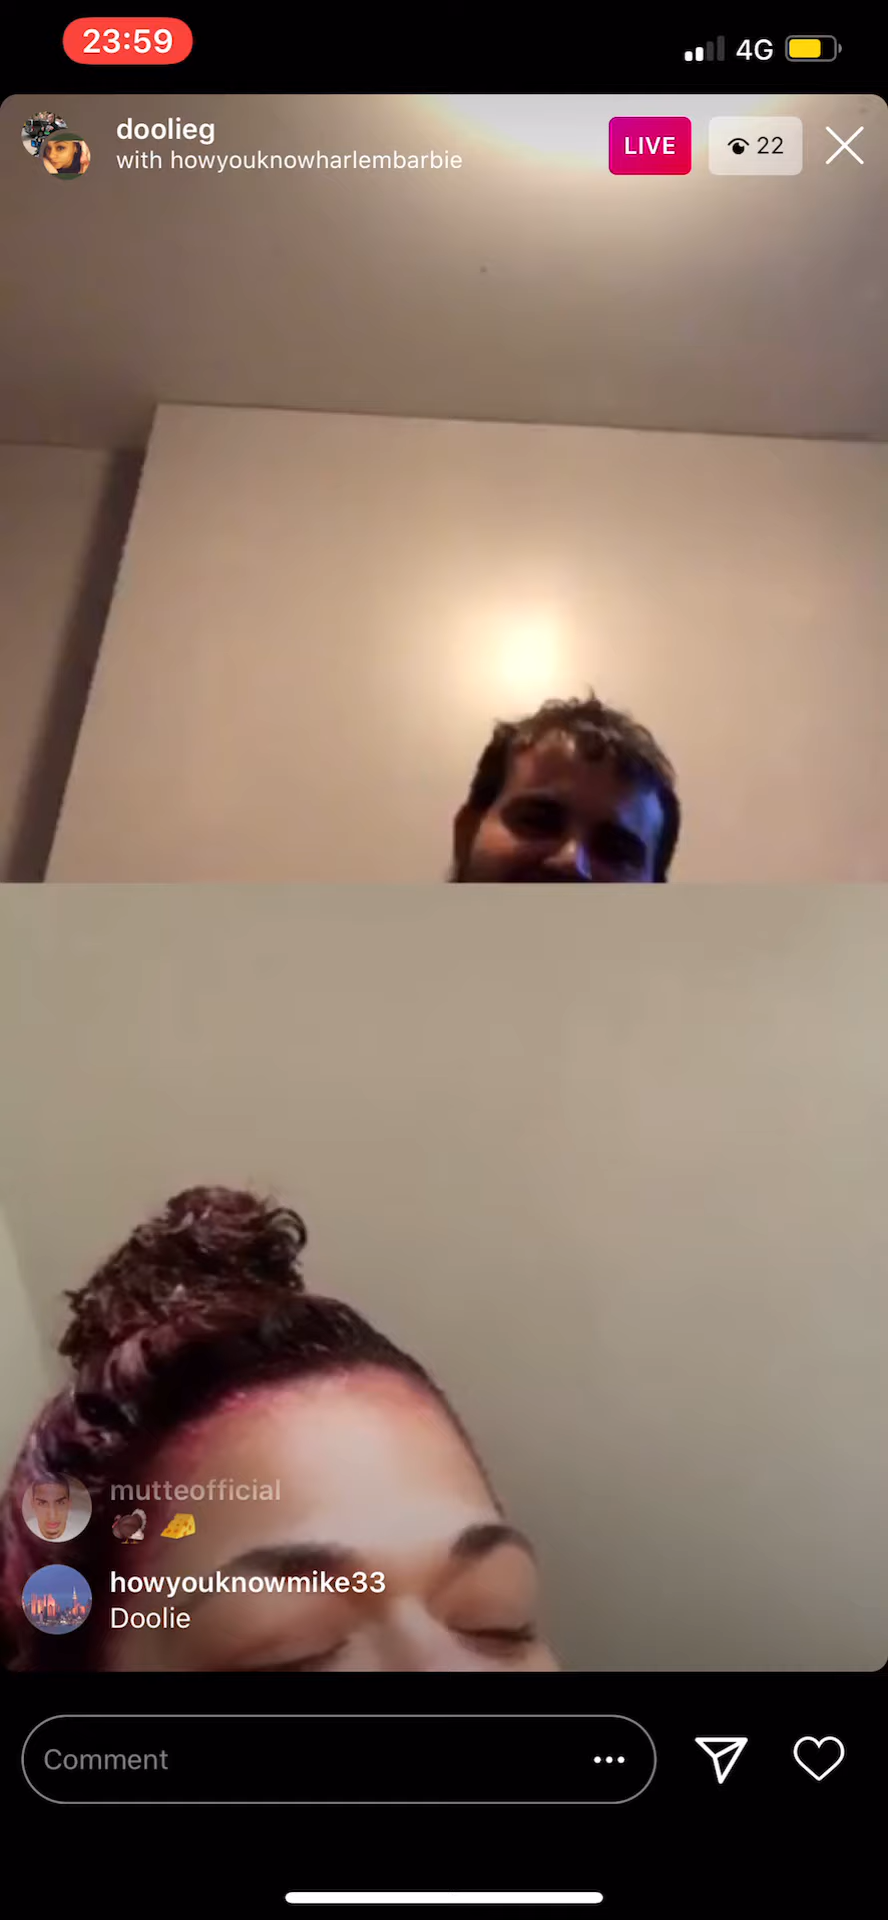 23:59
4G
doolieg
with howyouknowharlembarbie
LIVE
22
mutteofficial
howyouknowmike33
Doolie
Comment